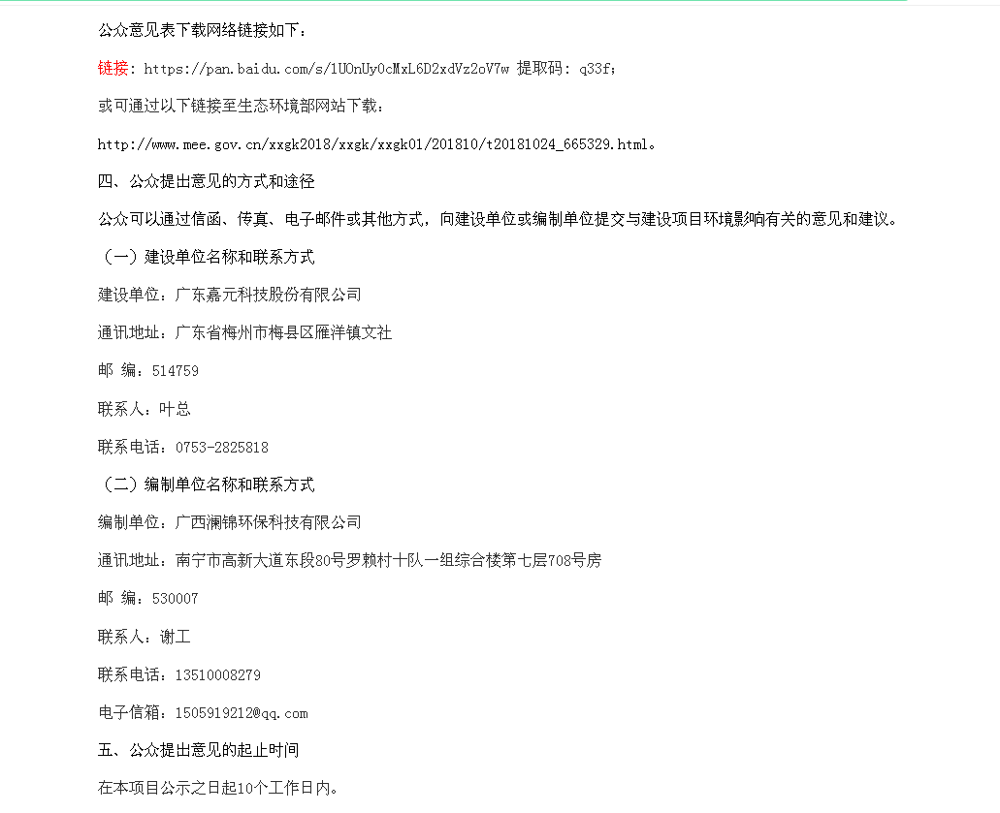 公众意见表下载网络链接如下：
链接: https://pan.baidu.com/s/1UOnUy0cMxL6D2xdVz2oV7w 提取码: q33f；
或可通过以下链接至生态环境部网站下载：
http://www.mee.gov.cn/xxgk2018/xxgk/xxgk01/201810/t20181024_665329.html。
四、公众提出意见的方式和途径
公众可以通过信函、传真、电子邮件或其他方式，向建设单位或编制单位提交与建设项目环境影响有关的意见和建议。
（一）建设单位名称和联系方式
建设单位：广东嘉元科技股份有限公司
通讯地址：广东省梅州市梅县区雁洋镇文社
邮 编：514759
联系人：叶总
联系电话：0753-2825818
（二）编制单位名称和联系方式
编制单位：广西澜锦环保科技有限公司
通讯地址：南宁市高新大道东段80号罗赖村十队一组综合楼第七层708号房
邮 编：530007
联系人：谢工
联系电话：13510008279
电子信箱：1505919212@qq.com
五、公众提出意见的起止时间
在本项目公示之日起10个工作日内。